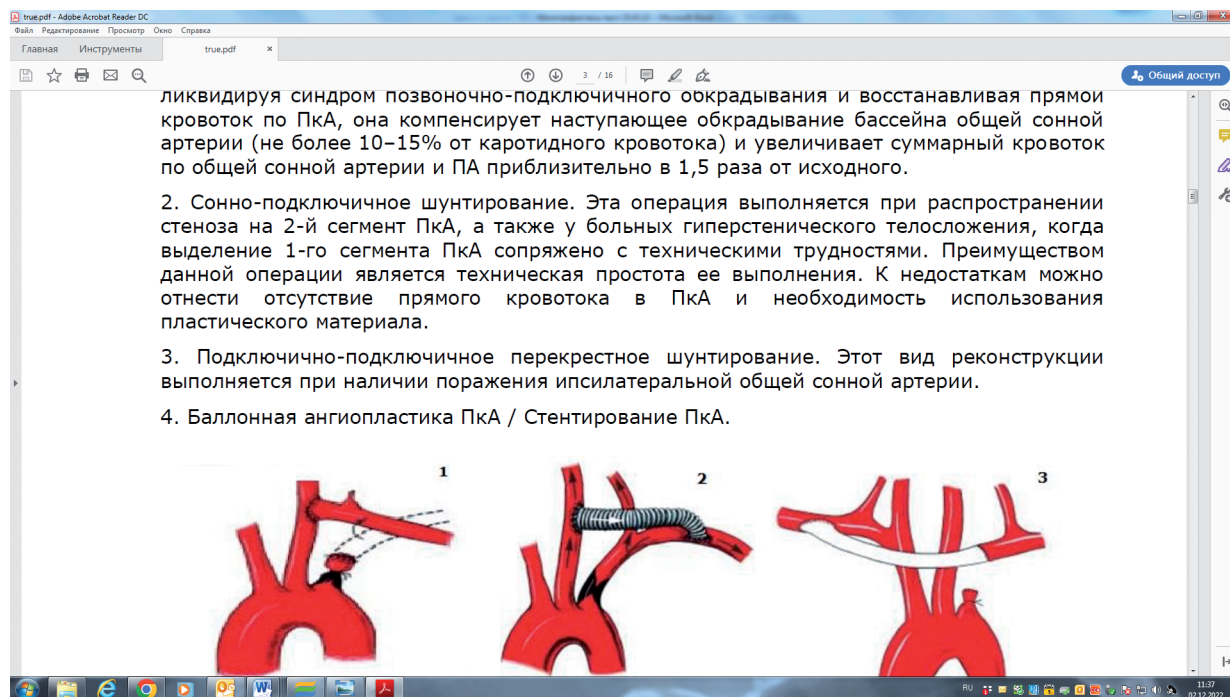 true.pdf - Adobe Acrobat Reader DC
Файл Редактирование Просмотр Окно Справка
Главная Инструменты true.pdf ×
3 / 16 Общий доступ
ликвидируя синдром позвоночно-подключичного обкрадывания и восстанавливая прямой
кровоток по ПкА, она компенсирует наступающее обкрадывание бассейна общей сонной
артерии (не более 10–15% от каротидного кровотока) и увеличивает суммарный кровоток
по общей сонной артерии и ПА приблизительно в 1,5 раза от исходного.
2. Сонно-подключичное шунтирование. Эта операция выполняется при распространении
стеноза на 2-й сегмент ПкА, а также у больных гиперстенического телосложения, когда
выделение 1-го сегмента ПкА сопряжено с техническими трудностями. Преимуществом
данной операции является техническая простота ее выполнения. К недостаткам можно
отнести отсутствие прямого кровотока в ПкА и необходимость использования
пластического материала.
3. Подключично-подключичное перекрестное шунтирование. Этот вид реконструкции
выполняется при наличии поражения ипсилатеральной общей сонной артерии.
4. Баллонная ангиопластика ПкА / Стентирование ПкА.
1 2 3
RU 11:37
02.12.2022